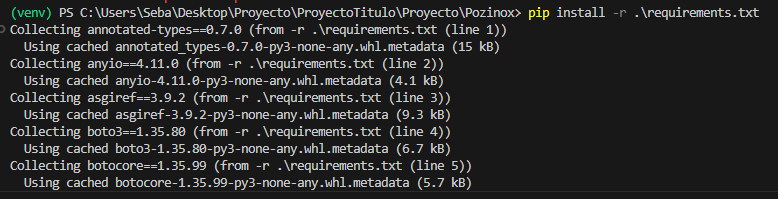 (venv) PS C:\Users\Seba\Desktop\Proyecto\ProyectoTitulo\Proyecto\Pozinox> pip install -r .\requirements.txt
Collecting annotated-types==0.7.0 (from -r .\requirements.txt (line 1))
  Using cached annotated_types-0.7.0-py3-none-any.whl.metadata (15 kB)
Collecting anyio==4.11.0 (from -r .\requirements.txt (line 2))
  Using cached anyio-4.11.0-py3-none-any.whl.metadata (4.1 kB)
Collecting asgiref==3.9.2 (from -r .\requirements.txt (line 3))
  Using cached asgiref-3.9.2-py3-none-any.whl.metadata (9.3 kB)
Collecting boto3==1.35.80 (from -r .\requirements.txt (line 4))
  Using cached boto3-1.35.80-py3-none-any.whl.metadata (6.7 kB)
Collecting botocore==1.35.99 (from -r .\requirements.txt (line 5))
  Using cached botocore-1.35.99-py3-none-any.whl.metadata (5.7 kB)